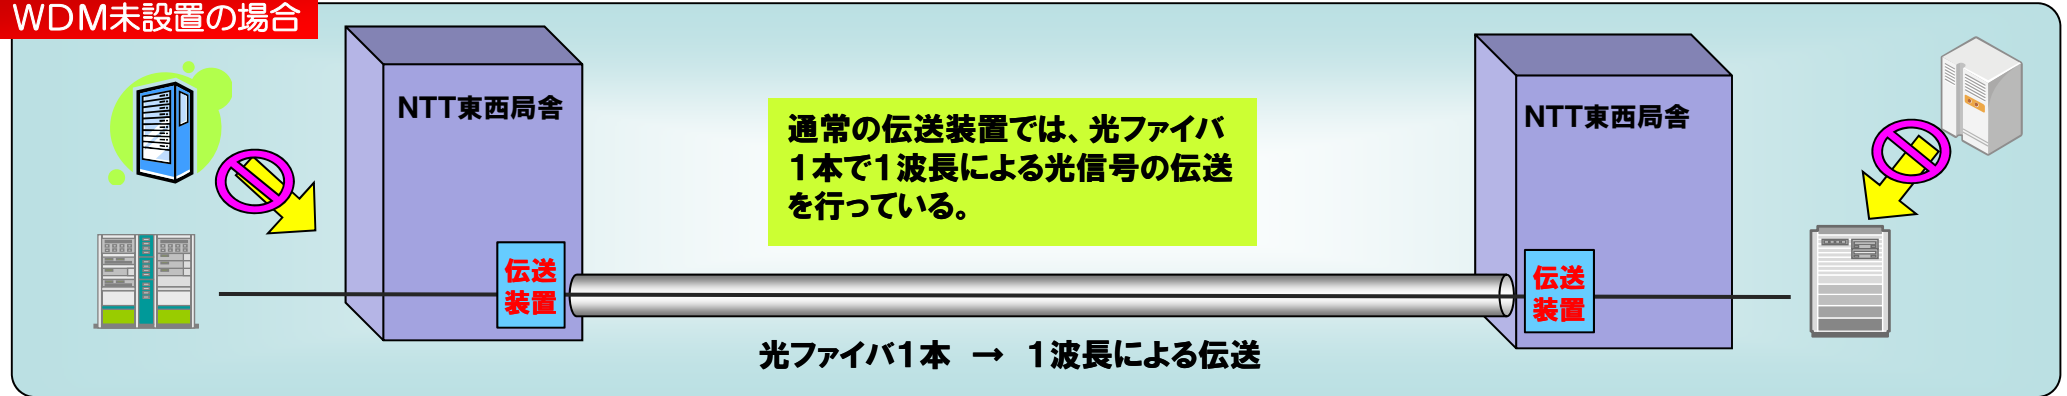 WDM未設置の場合
NTT東西局舎
NTT東西局舎
通常の伝送装置では、光ファイバ
1本で1波長による光信号の伝送
を行っている。
伝送
装置
伝送
装置
光ファイバ1本 → 1波長による伝送